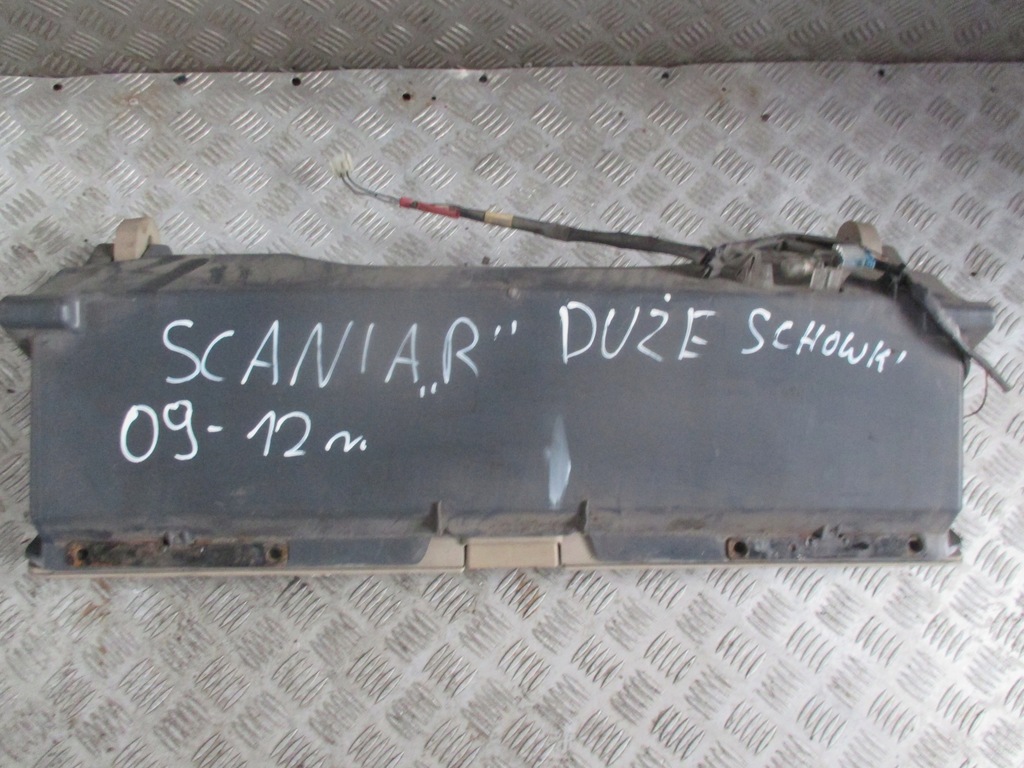 SCANIA „R” DUŻE SCHOWKI
09-12 r.